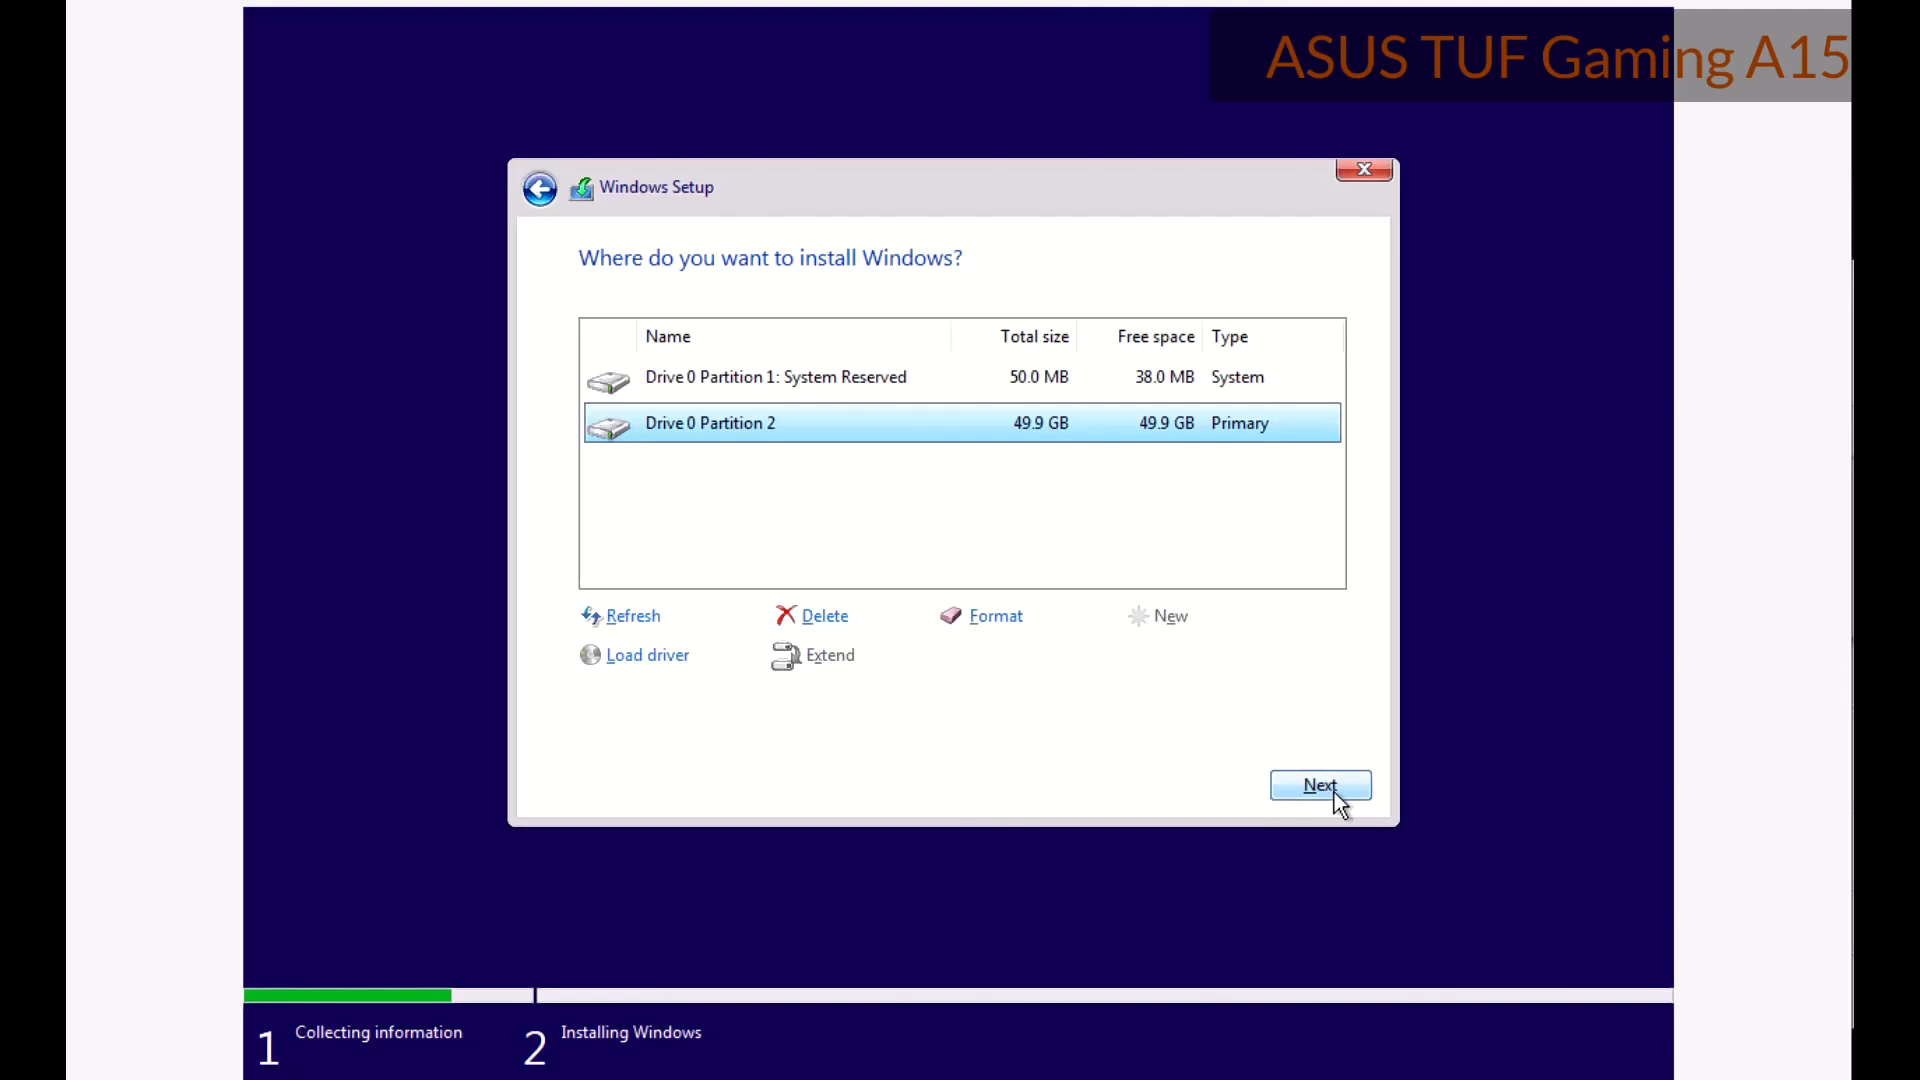 ASUS TUF Gaming A15
Windows Setup
Where do you want to install Windows?
Name Total size Free space Type
Drive 0 Partition 1: System Reserved 50.0 MB 38.0 MB System
Drive 0 Partition 2 49.9 GB 49.9 GB Primary
Refresh Delete Format New
Load driver Extend
Next
1 Collecting information 2 Installing Windows